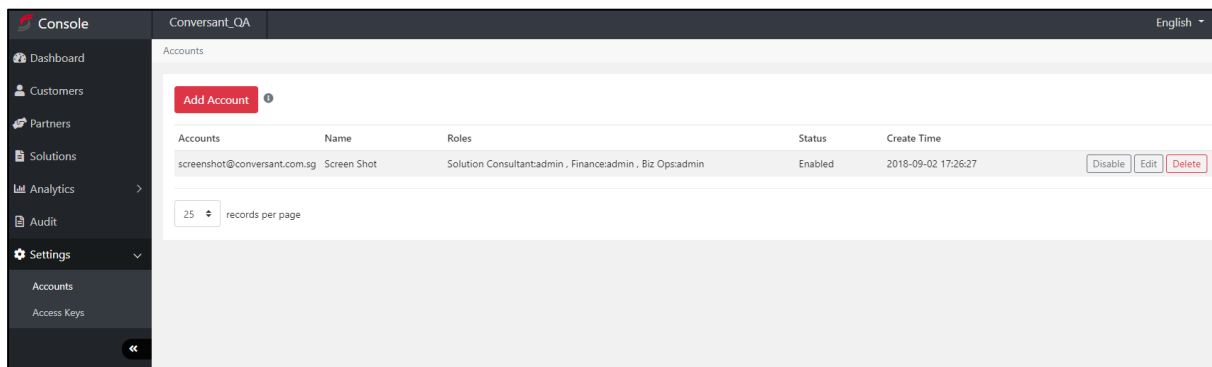 Console
Conversant_QA
English
Dashboard
Customers
Partners
Solutions
Analytics
Audit
Settings
Accounts
Access Keys
Accounts
Add Account
Accounts Name Roles Status Create Time
screenshot@conversant.com.sg Screen Shot Solution Consultant:admin , Finance:admin , Biz Ops:admin Enabled 2018-09-02 17:26:27 Disable Edit Delete
25 records per page